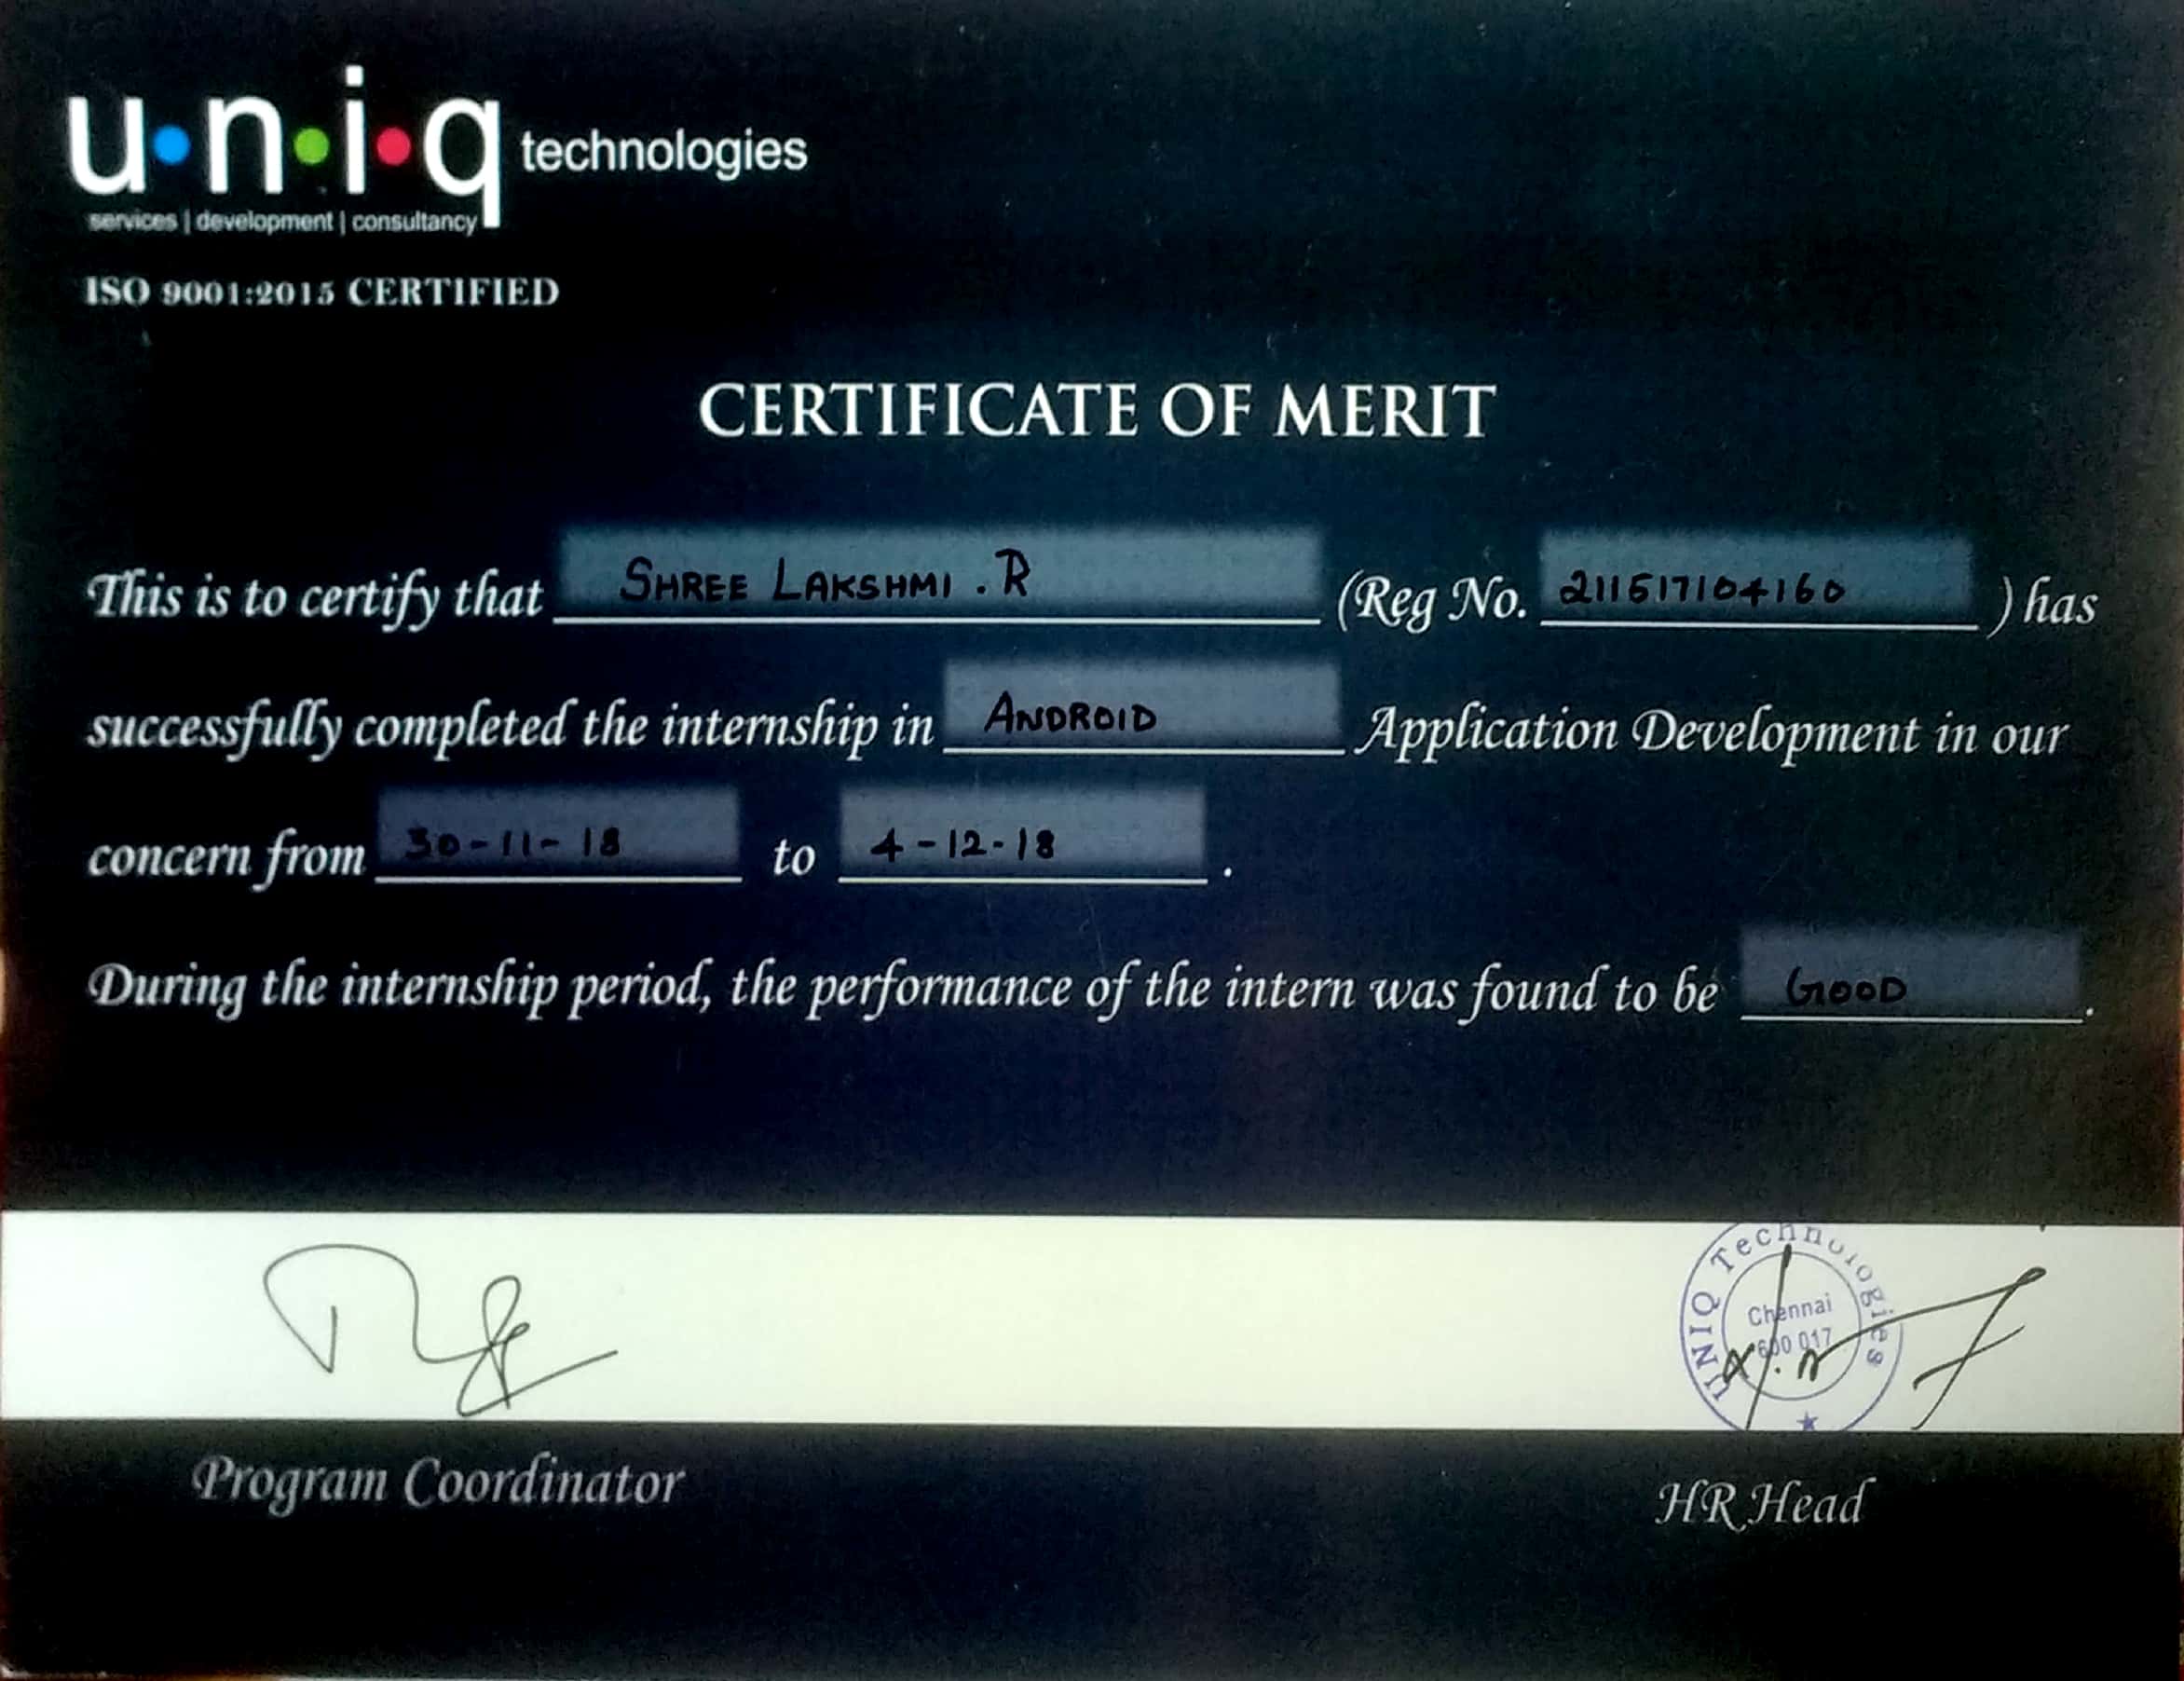 u·n·i·q technologies
services | development | consultancy
ISO 9001:2015 CERTIFIED
CERTIFICATE OF MERIT
This is to certify that SHREE LAKSHMI . R (Reg No. 211517104160 ) has
successfully completed the internship in ANDROID Application Development in our
concern from 30-11-18 to 4-12-18 .
During the internship period, the performance of the intern was found to be GOOD .
UNIQ Technologies
Chennai
600 017
Program Coordinator
HR Head